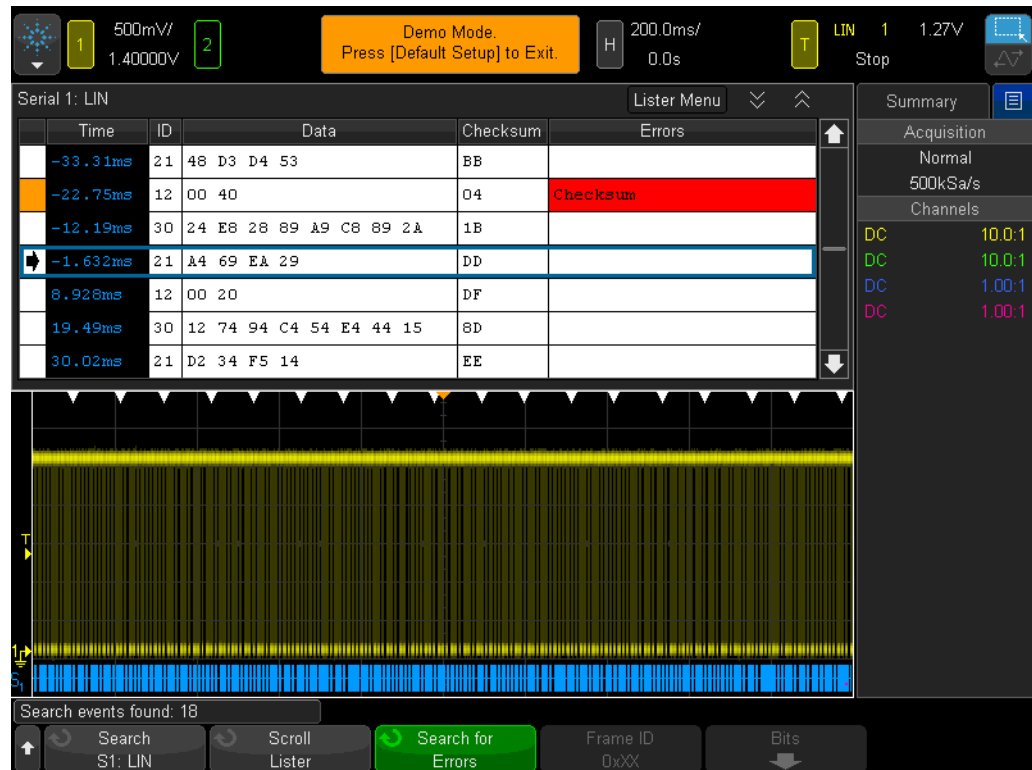 1 500mV/ 2 Demo Mode. H 200.0ms/ T LIN 1 1.27V
1.40000V Press [Default Setup] to Exit. 0.0s Stop
Serial 1: LIN Lister Menu Summary
Time ID Data Checksum Errors Acquisition
-33.31ms 21 48 D3 D4 53 BB Normal
500kSa/s
-22.75ms 12 00 40 04 Checksum
Channels
-12.19ms 30 24 E8 28 89 A9 C8 89 2A 1B
DC 10.0:1
-1.632ms 21 A4 69 EA 29 DD DC 10.0:1
8.928ms 12 00 20 DF DC 1.00:1
DC 1.00:1
19.49ms 30 12 74 94 C4 54 E4 44 15 8D
30.02ms 21 D2 34 F5 14 EE
T
1
S1
Search events found: 18
Search Scroll Search for Frame ID Bits
S1: LIN Lister Errors 0xXX